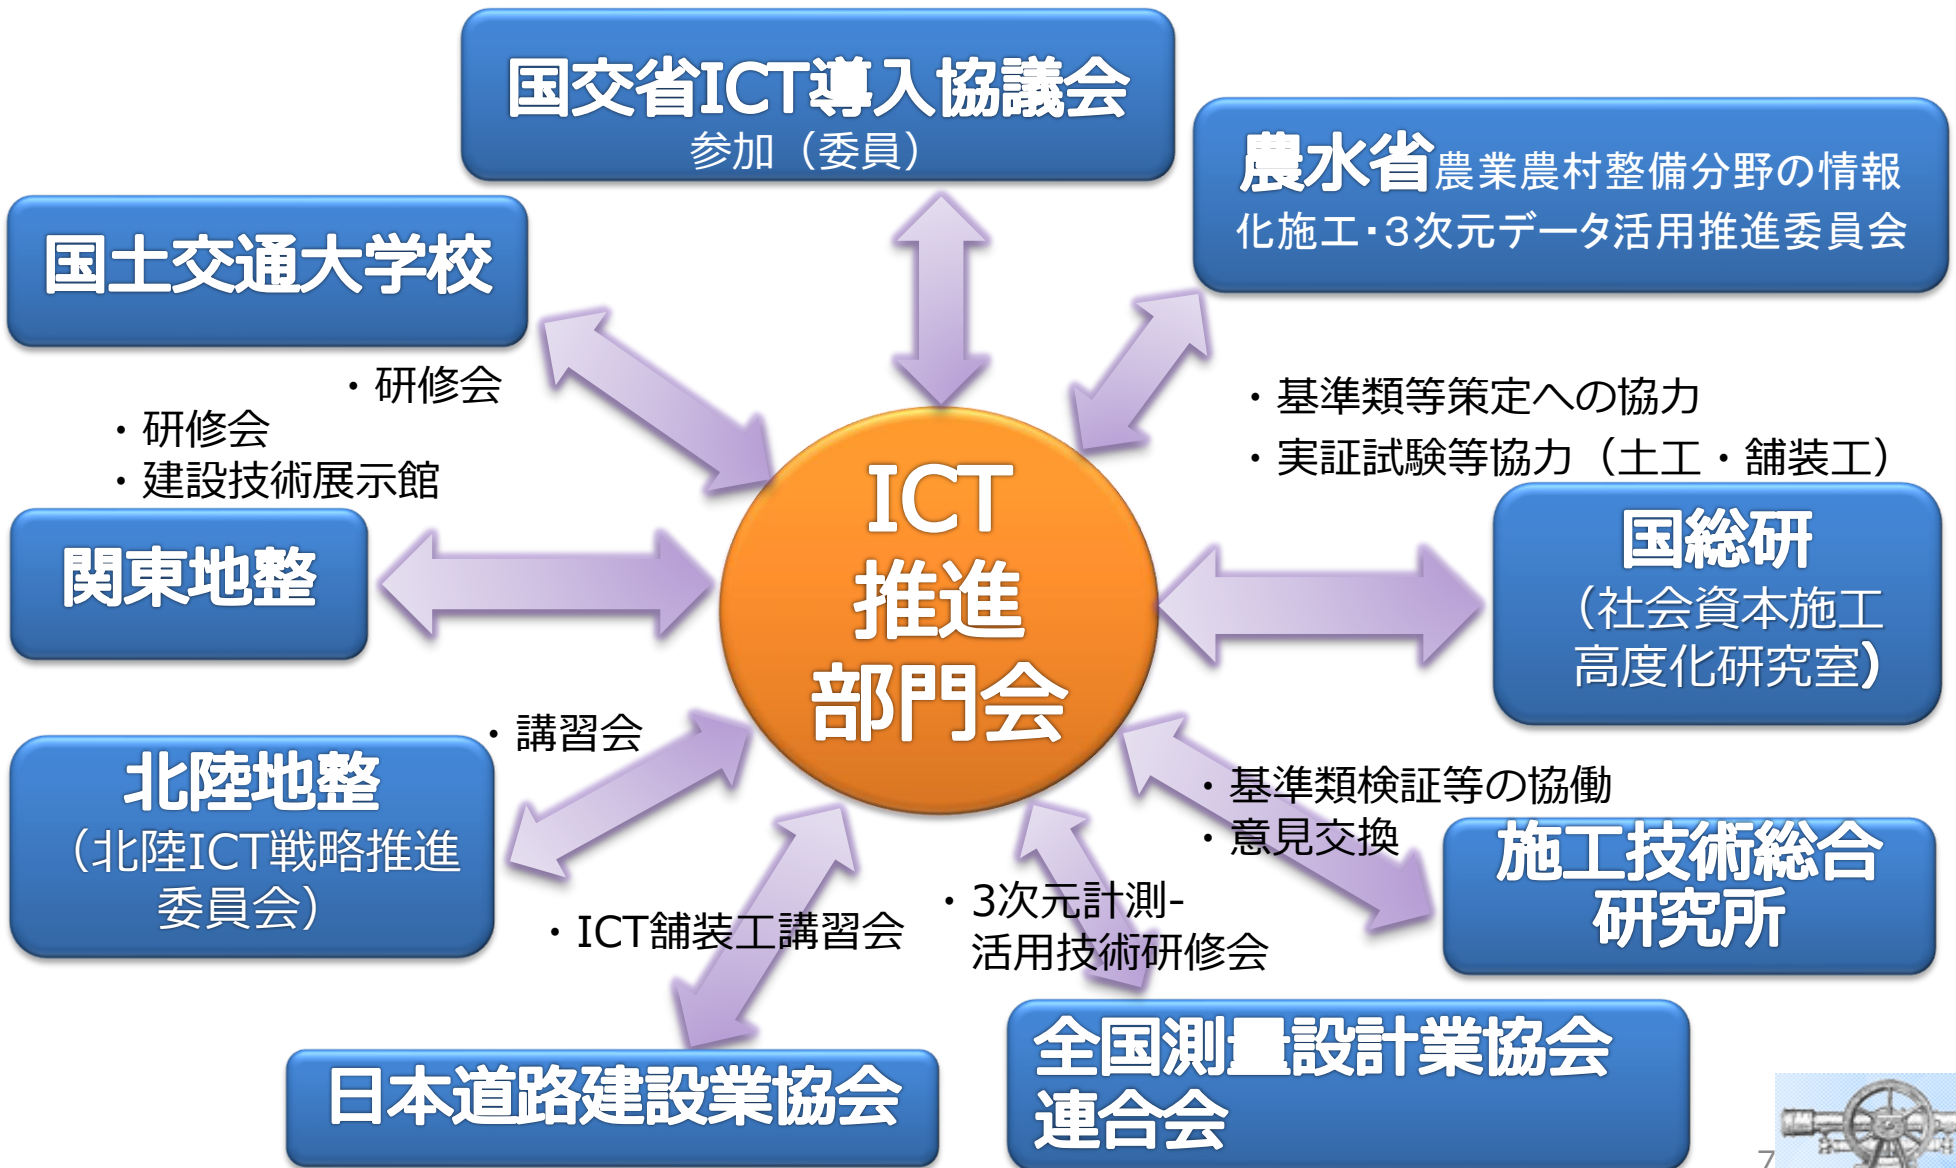 国交省ICT導入協議会
参加（委員）
農水省農業農村整備分野の情報
化施工・３次元データ活用推進委員会
国土交通大学校
・研修会
・研修会
・建設技術展示館
・基準類等策定への協力
・実証試験等協力（土工・舗装工）
関東地整
ICT
推進
部門会
国総研
（社会資本施工
高度化研究室）
・講習会
北陸地整
（北陸ICT戦略推進
委員会）
・基準類検証等の協働
・意見交換
施工技術総合
研究所
・ICT舗装工講習会
・3次元計測-
活用技術研修会
日本道路建設業協会
全国測量設計業協会
連合会
7